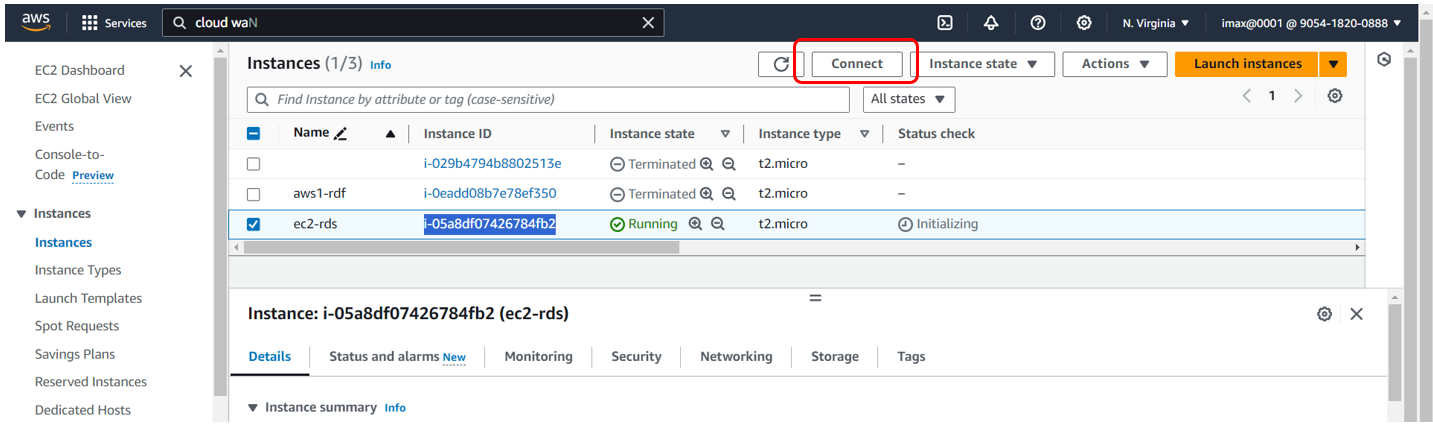 aws Services cloud waN N. Virginia imax@0001 @ 9054-1820-0888
EC2 Dashboard
EC2 Global View
Events
Console-to-
Code Preview
Instances
Instances
Instance Types
Launch Templates
Spot Requests
Savings Plans
Reserved Instances
Dedicated Hosts
Instances (1/3) Info Connect Instance state Actions Launch instances
Find Instance by attribute or tag (case-sensitive) All states 1
Name Instance ID Instance state Instance type Status check
i-029b4794b8802513e Terminated t2.micro –
aws1-rdf i-0eadd08b7e78ef350 Terminated t2.micro –
ec2-rds i-05a8df07426784fb2 Running t2.micro Initializing
Instance: i-05a8df07426784fb2 (ec2-rds)
Details Status and alarms New Monitoring Security Networking Storage Tags
Instance summary Info